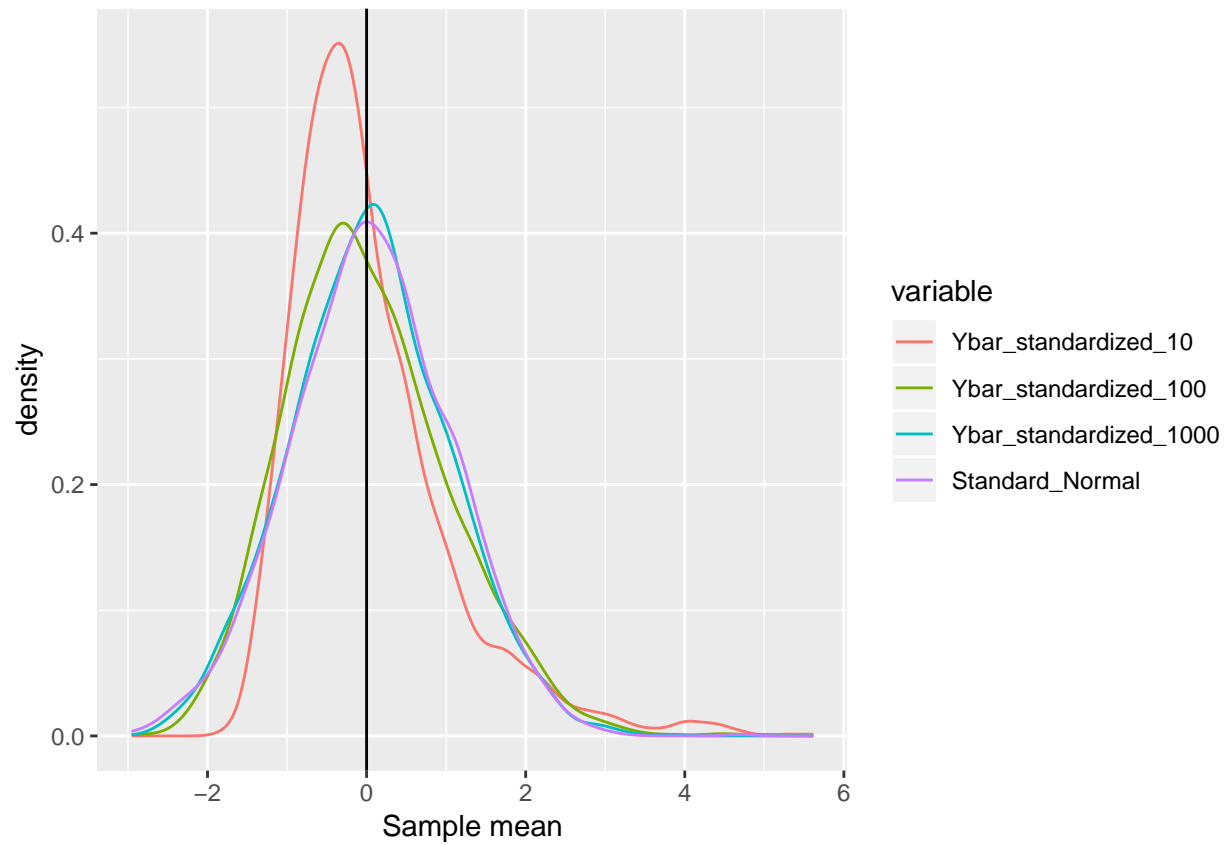 0.4
0.2
0.0
density
−2
0
2
4
6
Sample mean
variable
Ybar_standardized_10
Ybar_standardized_100
Ybar_standardized_1000
Standard_Normal